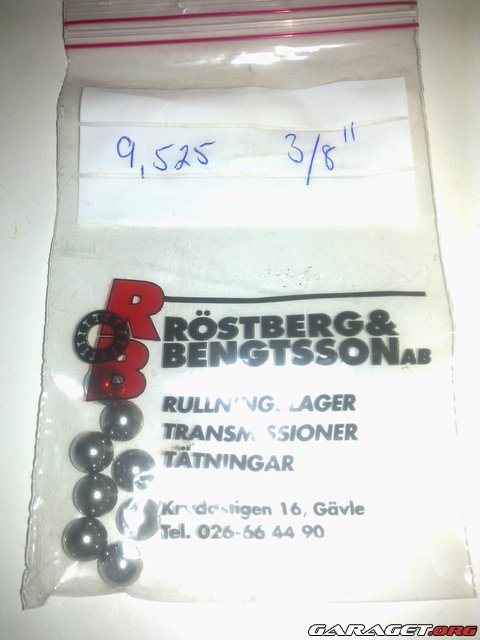 9,525 3/8"
RB
RÖSTBERG&
BENGTSSON AB
RULLNINGSLAGER
TRANSMISSIONER
TÄTNINGAR
16, Gävle
Tel. 026-66 44 90
GARAGET.ORG